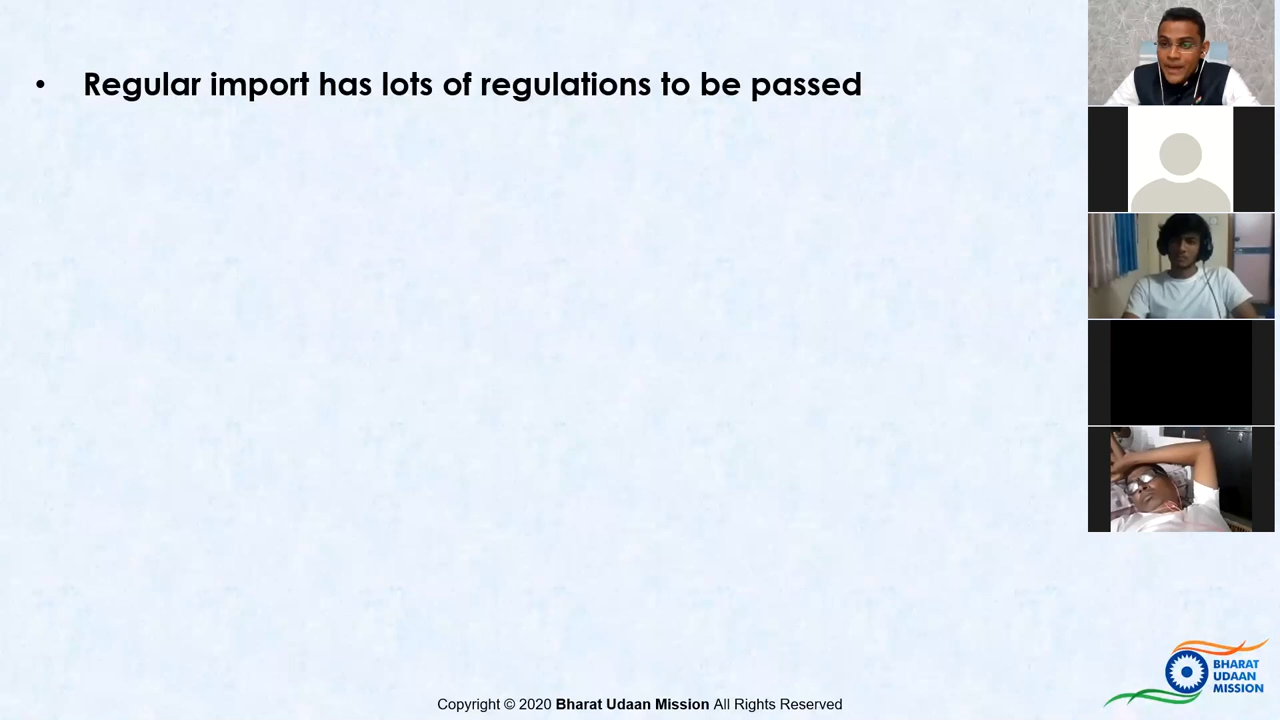 • Regular import has lots of regulations to be passed
BHARAT
UDAAN
MISSION
Copyright © 2020 Bharat Udaan Mission All Rights Reserved